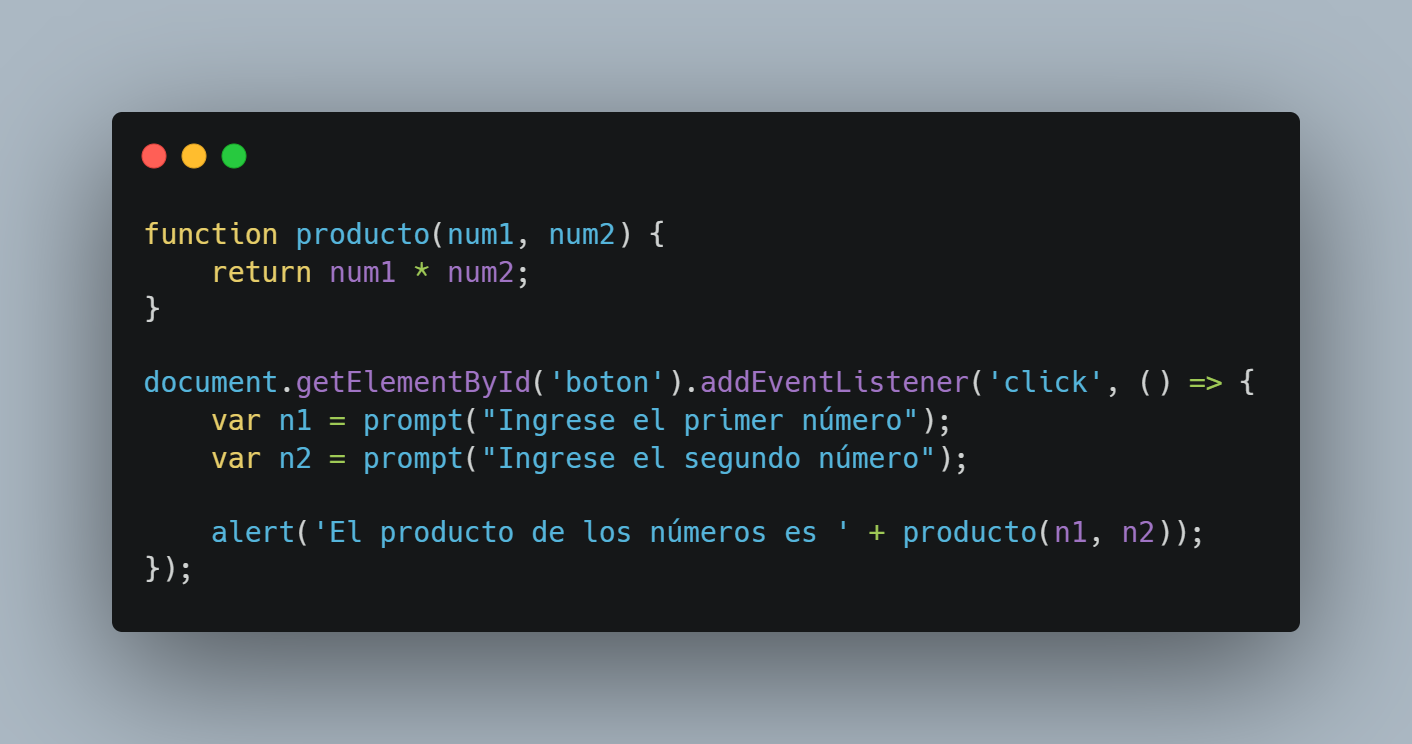 function producto(num1, num2) {
    return num1 * num2;
}

document.getElementById('boton').addEventListener('click', () => {
    var n1 = prompt("Ingrese el primer número");
    var n2 = prompt("Ingrese el segundo número");

    alert('El producto de los números es ' + producto(n1, n2));
});